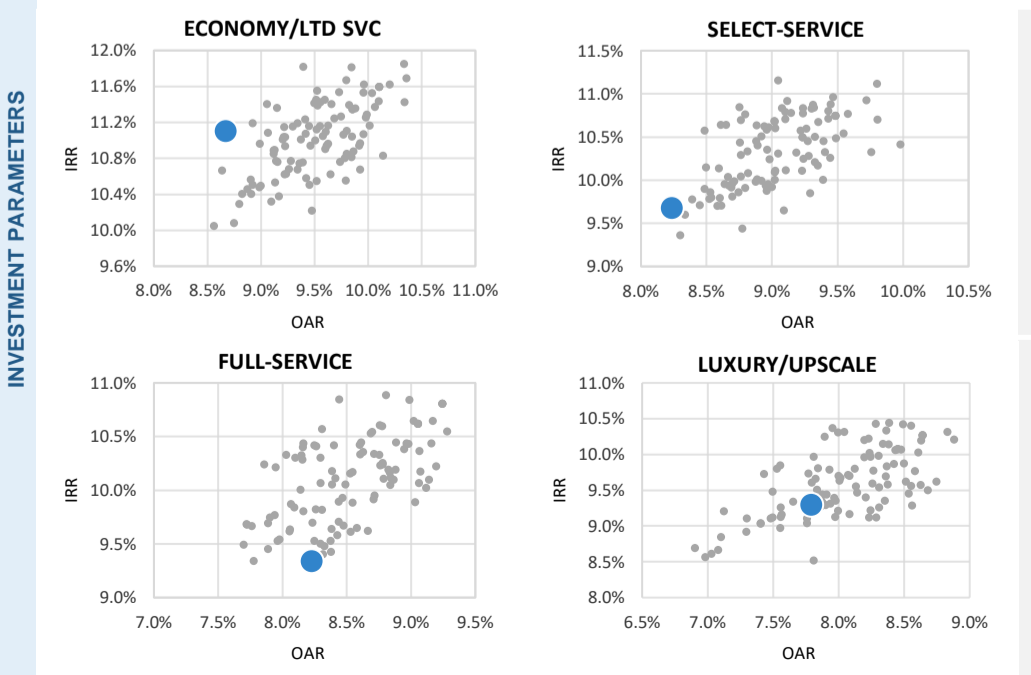 INVESTMENT PARAMETERS
ECONOMY/LTD SVC
12.0%
11.6%
11.2%
10.8%
10.4%
10.0%
9.6%
IRR
8.0% 8.5% 9.0% 9.5% 10.0% 10.5% 11.0%
OAR
SELECT-SERVICE
11.5%
11.0%
10.5%
10.0%
9.5%
9.0%
IRR
8.0% 8.5% 9.0% 9.5% 10.0% 10.5%
OAR
FULL-SERVICE
11.0%
10.5%
10.0%
9.5%
9.0%
IRR
7.0% 7.5% 8.0% 8.5% 9.0% 9.5%
OAR
LUXURY/UPSCALE
11.0%
10.5%
10.0%
9.5%
9.0%
8.5%
8.0%
IRR
6.5% 7.0% 7.5% 8.0% 8.5% 9.0%
OAR